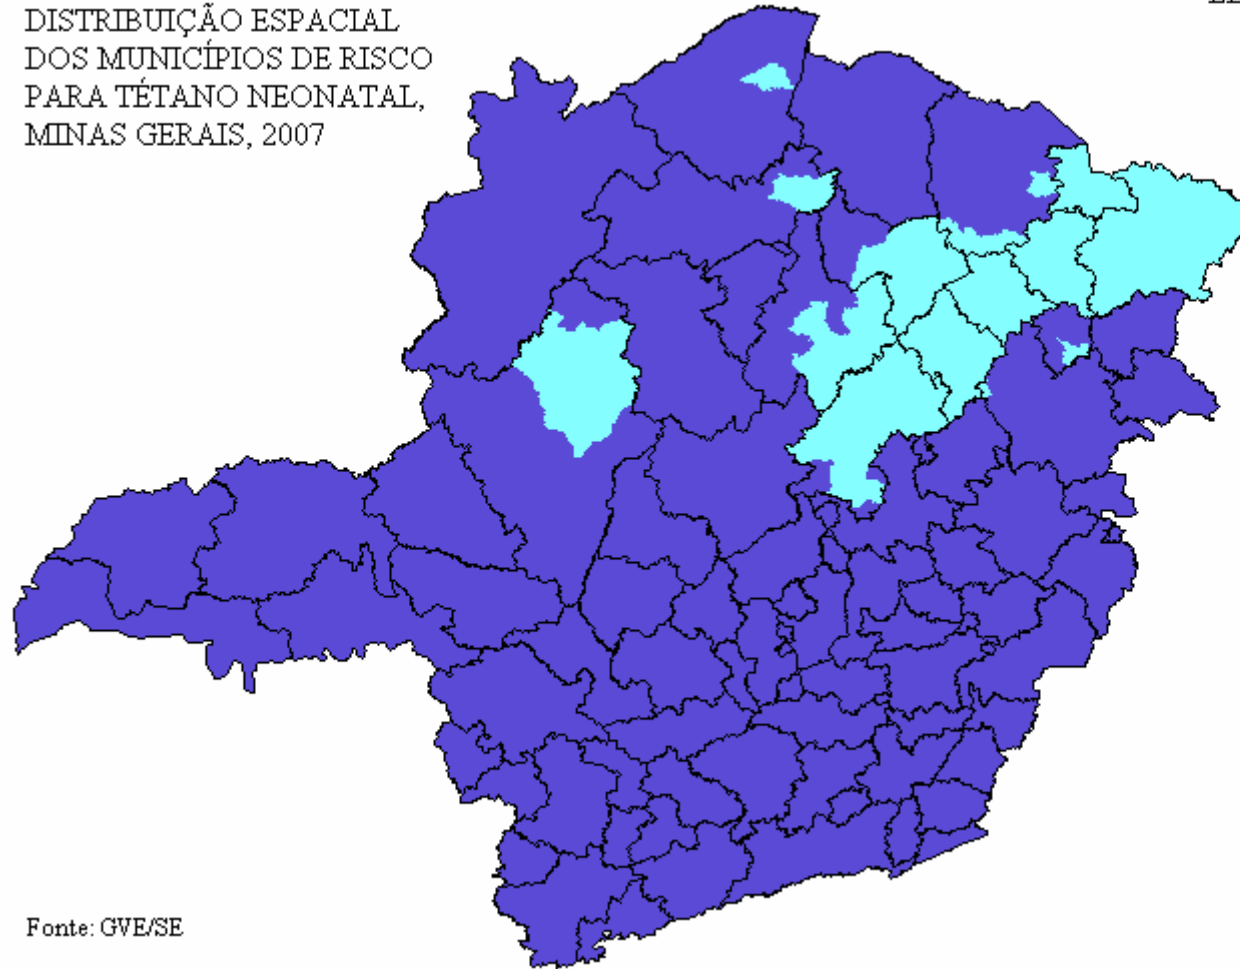 DISTRIBUIÇÃO ESPACIAL
DOS MUNICÍPIOS DE RISCO
PARA TÉTANO NEONATAL,
MINAS GERAIS, 2007
Fonte: GVE/SE